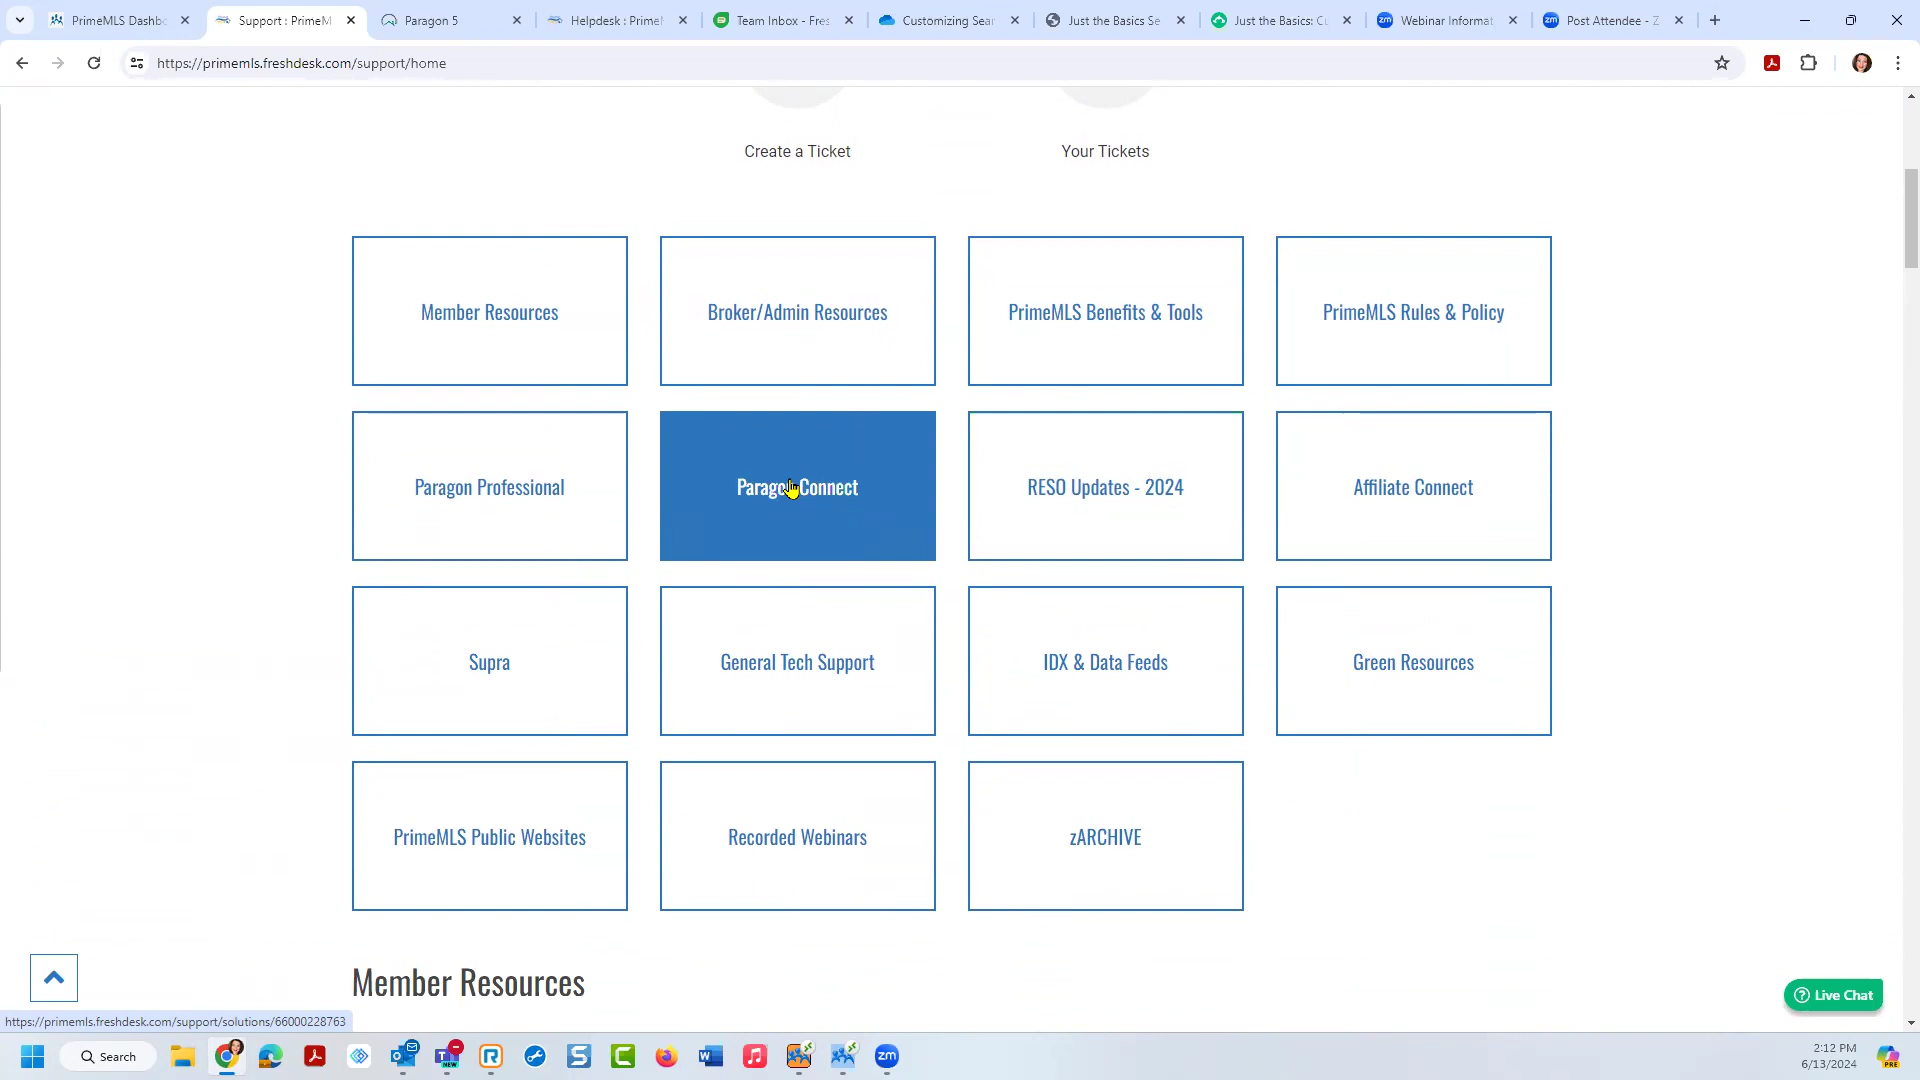 PrimeMLS Dashbo
Support : PrimeM
Paragon 5
Helpdesk : Prime
Team Inbox - Fres
Customizing Sear
Just the Basics Se
Just the Basics: Cu
Webinar Informat
Post Attendee - Z
https://primemls.freshdesk.com/support/home
Create a Ticket
Your Tickets
Member Resources
Broker/Admin Resources
PrimeMLS Benefits & Tools
PrimeMLS Rules & Policy
Paragon Professional
Paragon Connect
RESO Updates - 2024
Affiliate Connect
Supra
General Tech Support
IDX & Data Feeds
Green Resources
PrimeMLS Public Websites
Recorded Webinars
zARCHIVE
Member Resources
Live Chat
https://primemls.freshdesk.com/support/solutions/66000228763
Search
2:12 PM
6/13/2024